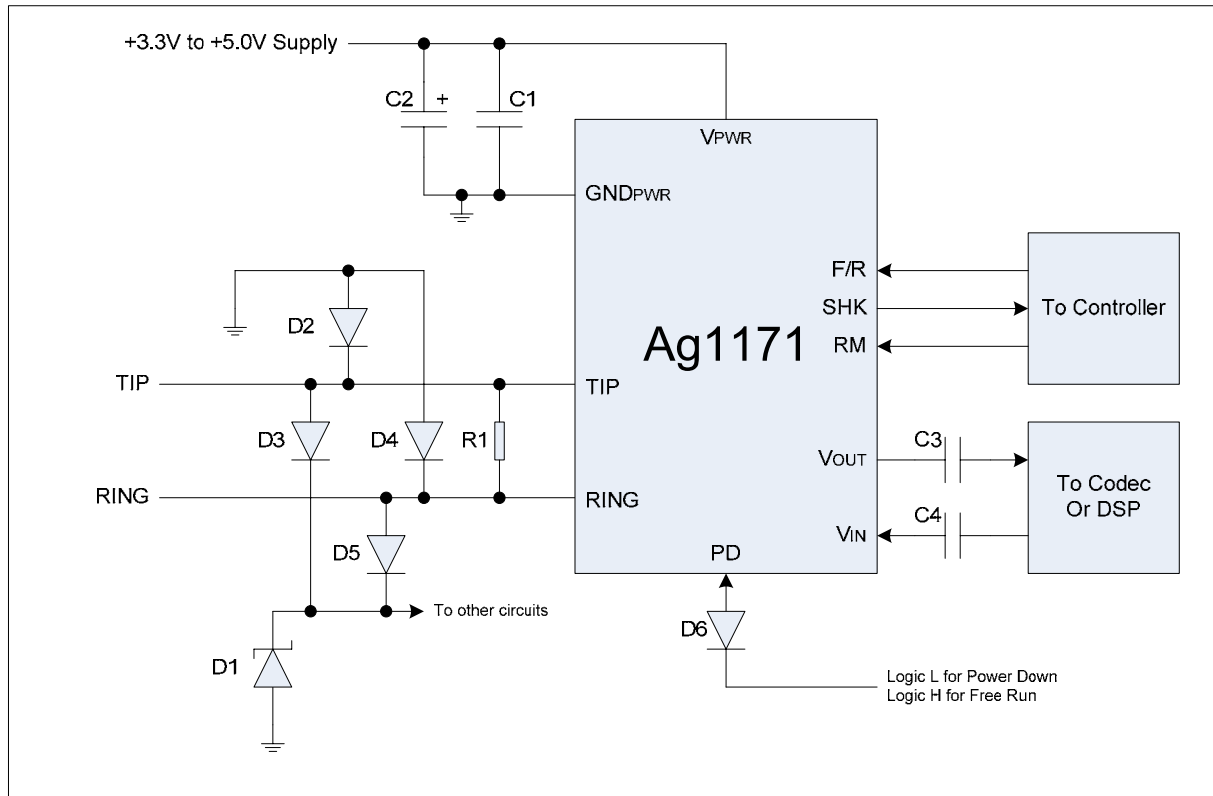 +3.3V to +5.0V Supply
C2
+
C1
VPWR
GNDPWR
F/R
SHK
RM
To Controller
D2
Ag1171
TIP
TIP
D3
D4
R1
RING
RING
VOUT
C3
To Codec
Or DSP
VIN
C4
D5
PD
To other circuits
D6
D1
Logic L for Power Down
Logic H for Free Run